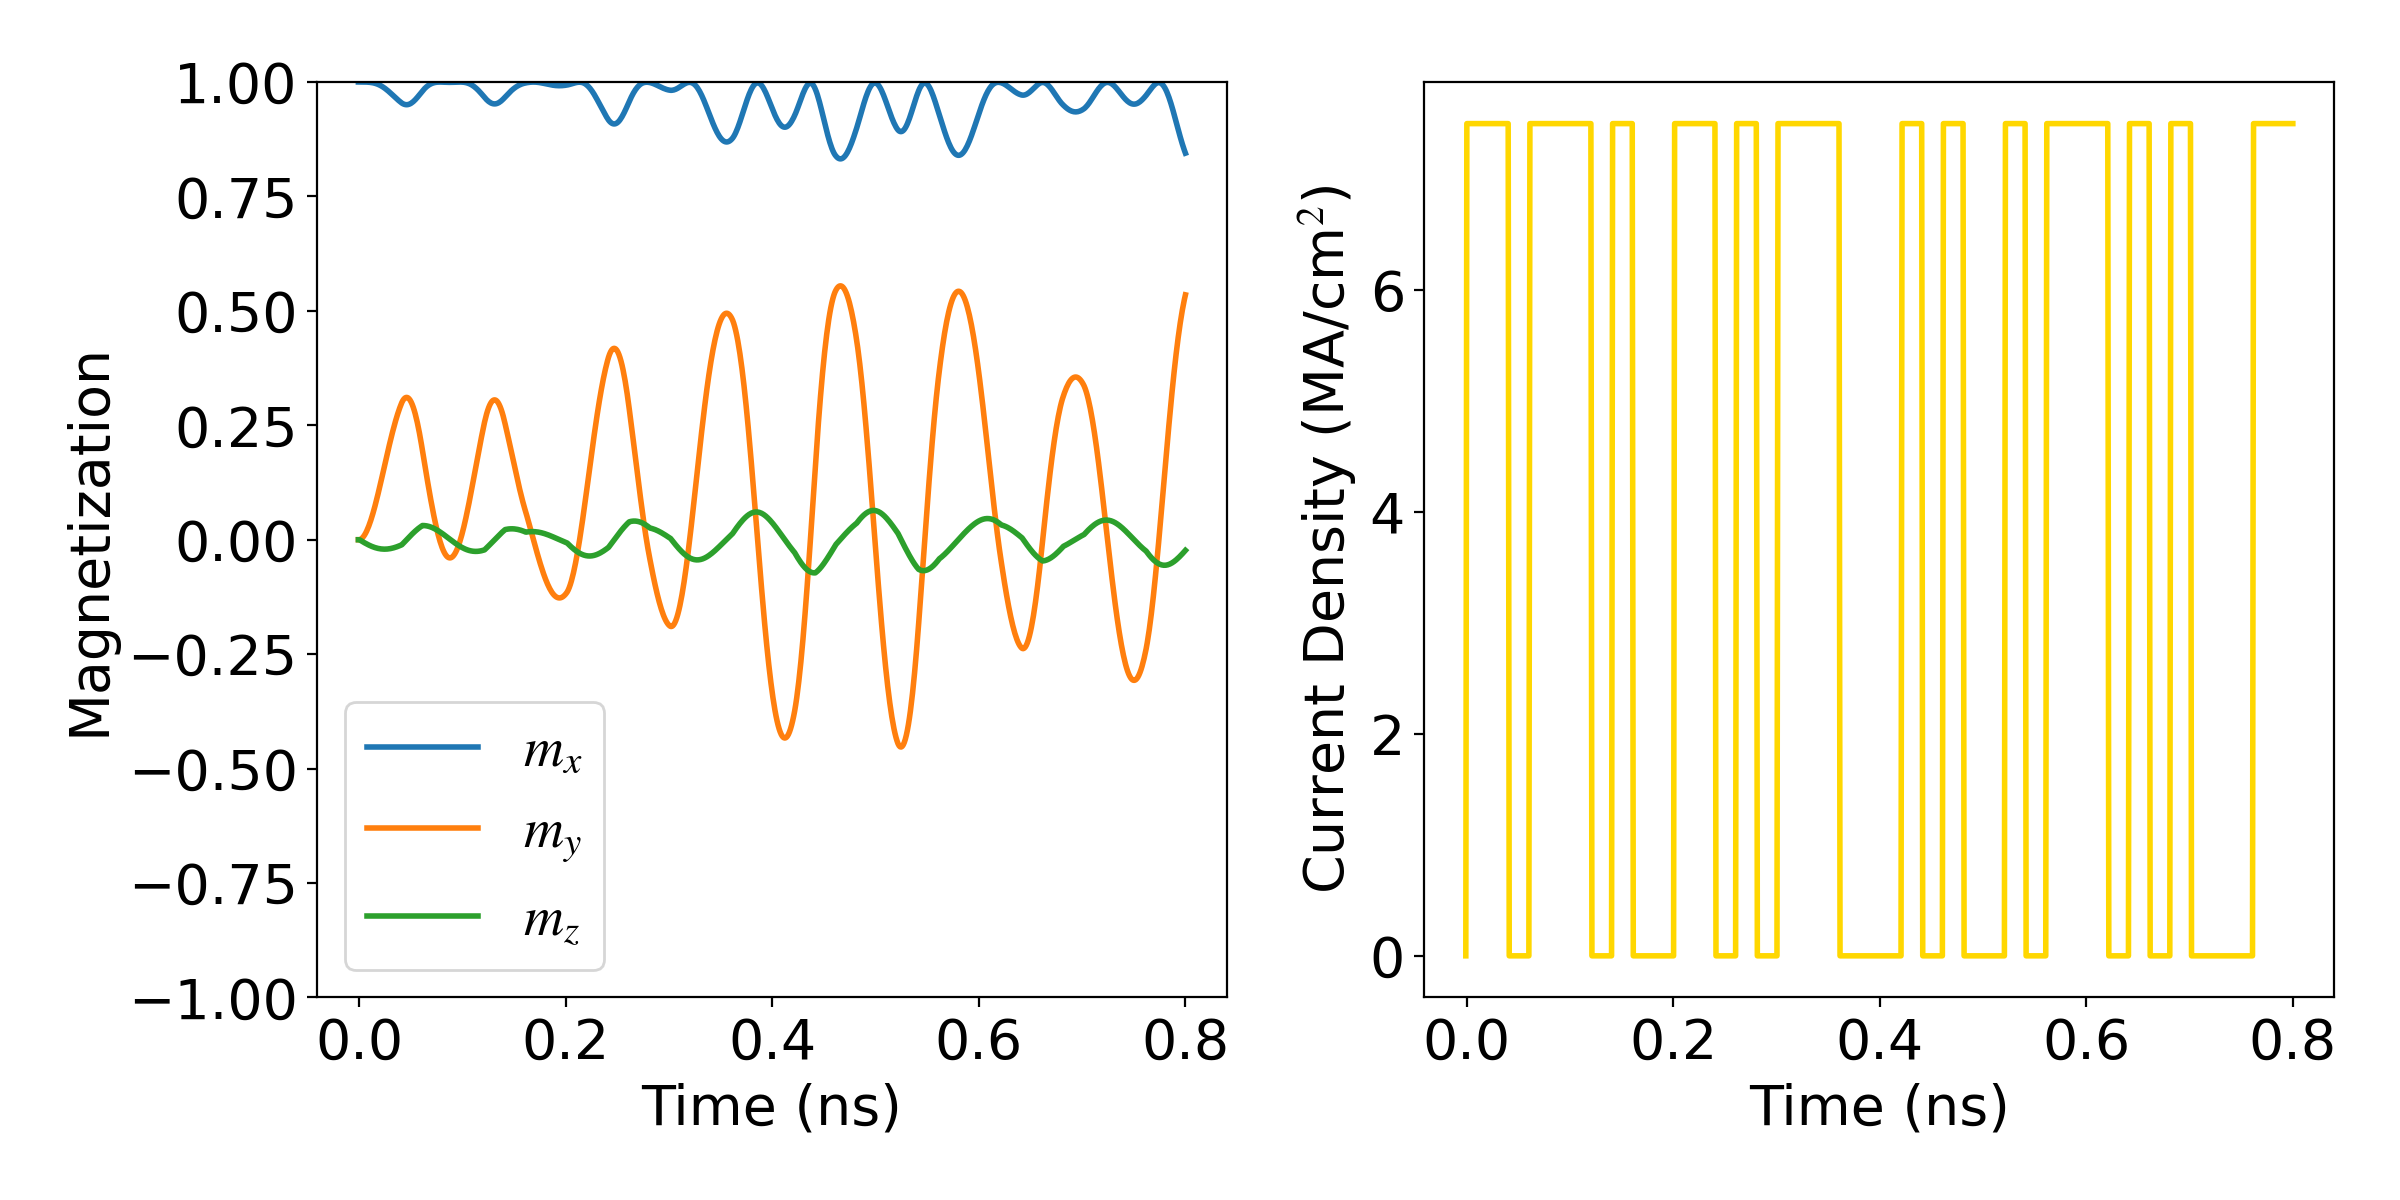 1.00
0.75
0.50
0.25
0.00
−0.25
−0.50
−0.75
−1.00
Magnetization
m_x
m_y
m_z
0.0 0.2 0.4 0.6 0.8
Time (ns)
6
4
2
0
Current Density (MA/cm²)
0.0 0.2 0.4 0.6 0.8
Time (ns)